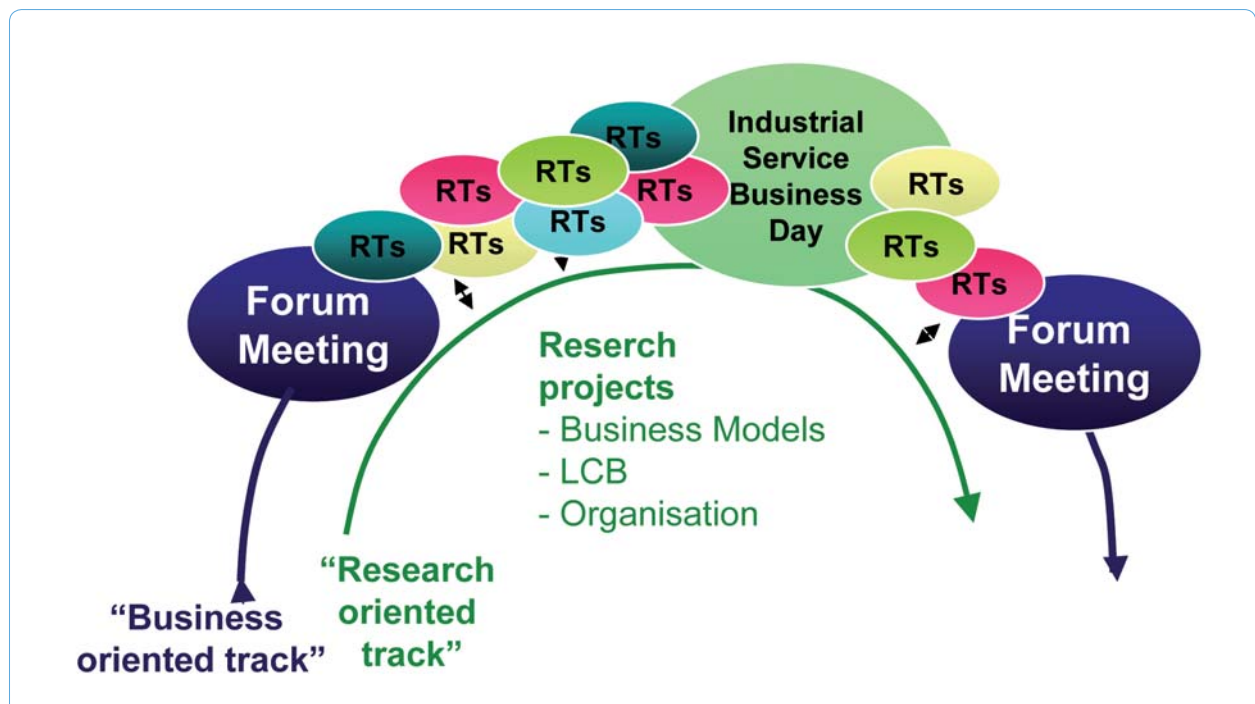 Industrial
Service
Business
Day
RTs
RTs
RTs
RTs
RTs
RTs
RTs
RTs
RTs
RTs
Forum
Meeting
Forum
Meeting
Reserch
projects
- Business Models
- LCB
- Organisation
“Research
oriented
track”
“Business
oriented track”